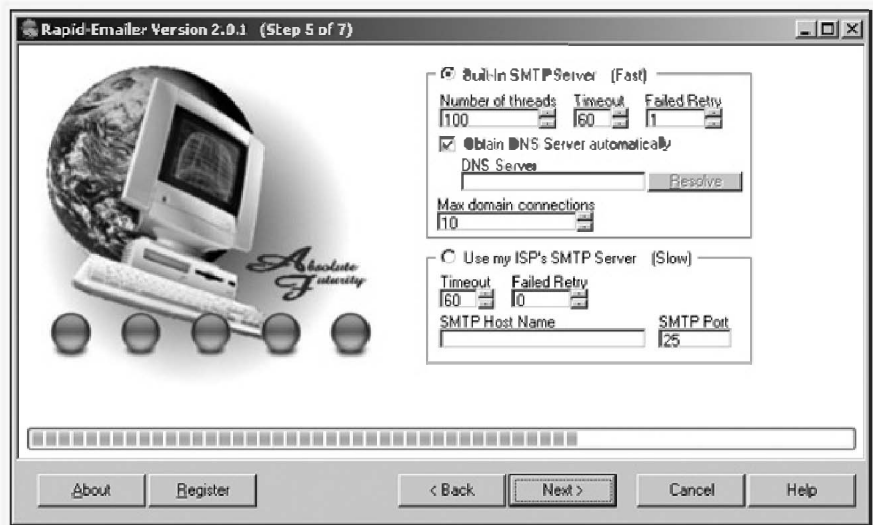 Rapid-Emailer Version 2.0.1 (Step 5 of 7)
Built-In SMTP Server (Fast)
Number of threads Timeout Failed Retry
100 60 1
Obtain DNS Server automatically
DNS Server
Resolve
Max domain connections
10
Absolute
Futurity
Use my ISP's SMTP Server (Slow)
Timeout Failed Retry
60 0
SMTP Host Name SMTP Port
25
About Register < Back Next > Cancel Help